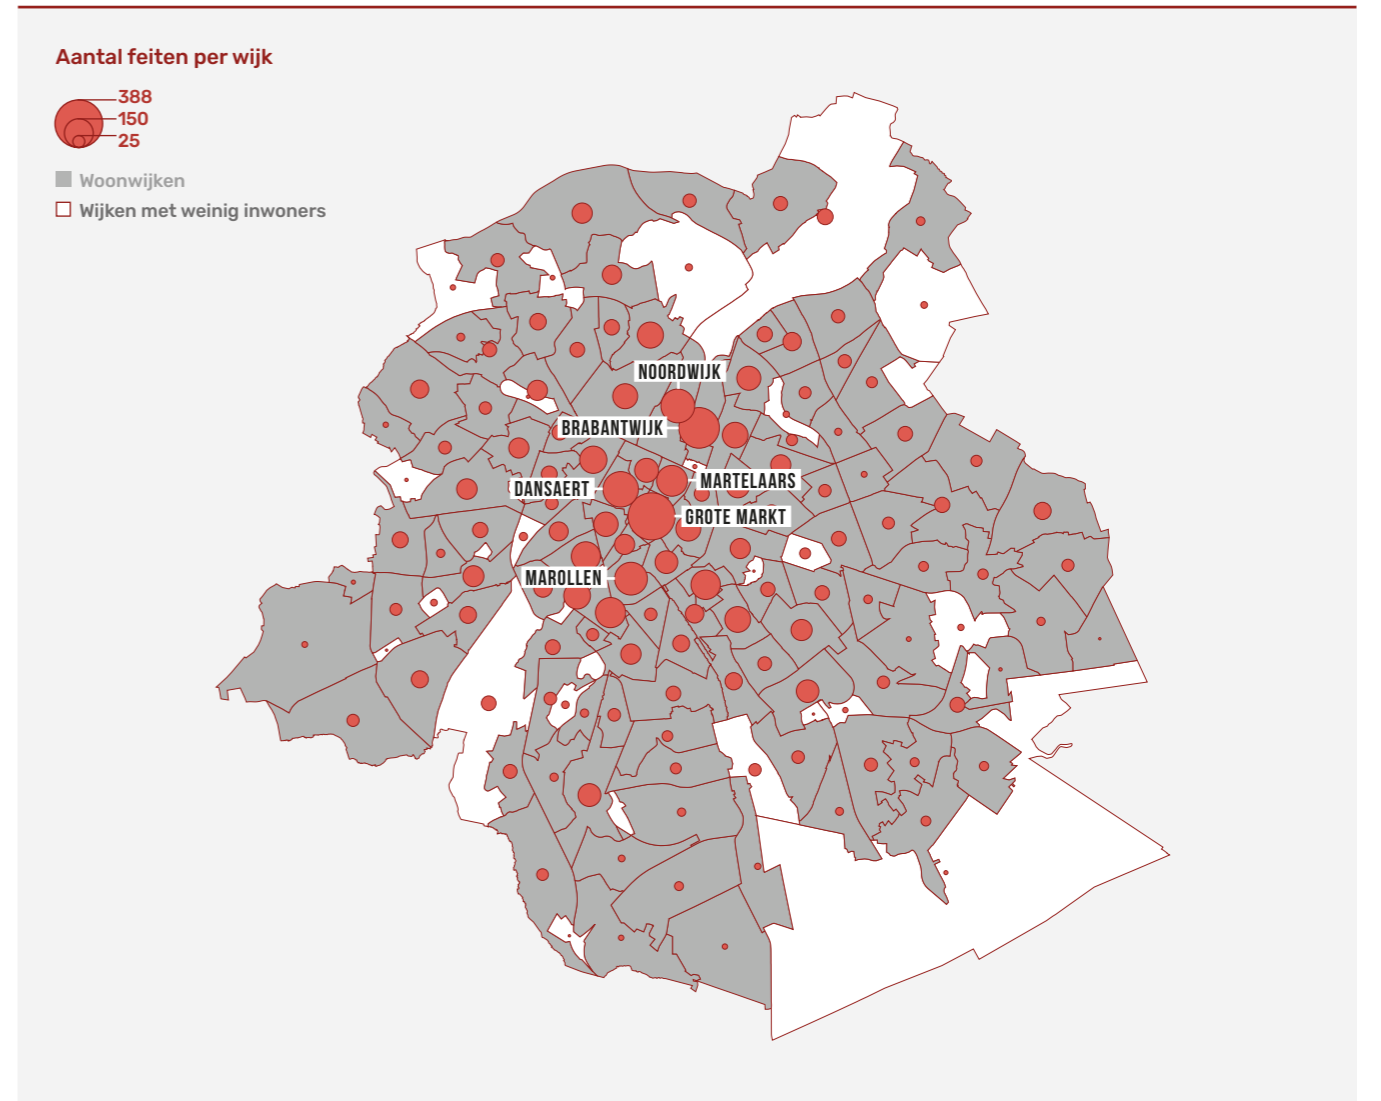 Aantal feiten per wijk
388
150
25
Woonwijken
Wijken met weinig inwoners
NOORDWIJK
BRABANTWIJK
MARTELAARS
DANSAERT
GROTE MARKT
MAROLLEN